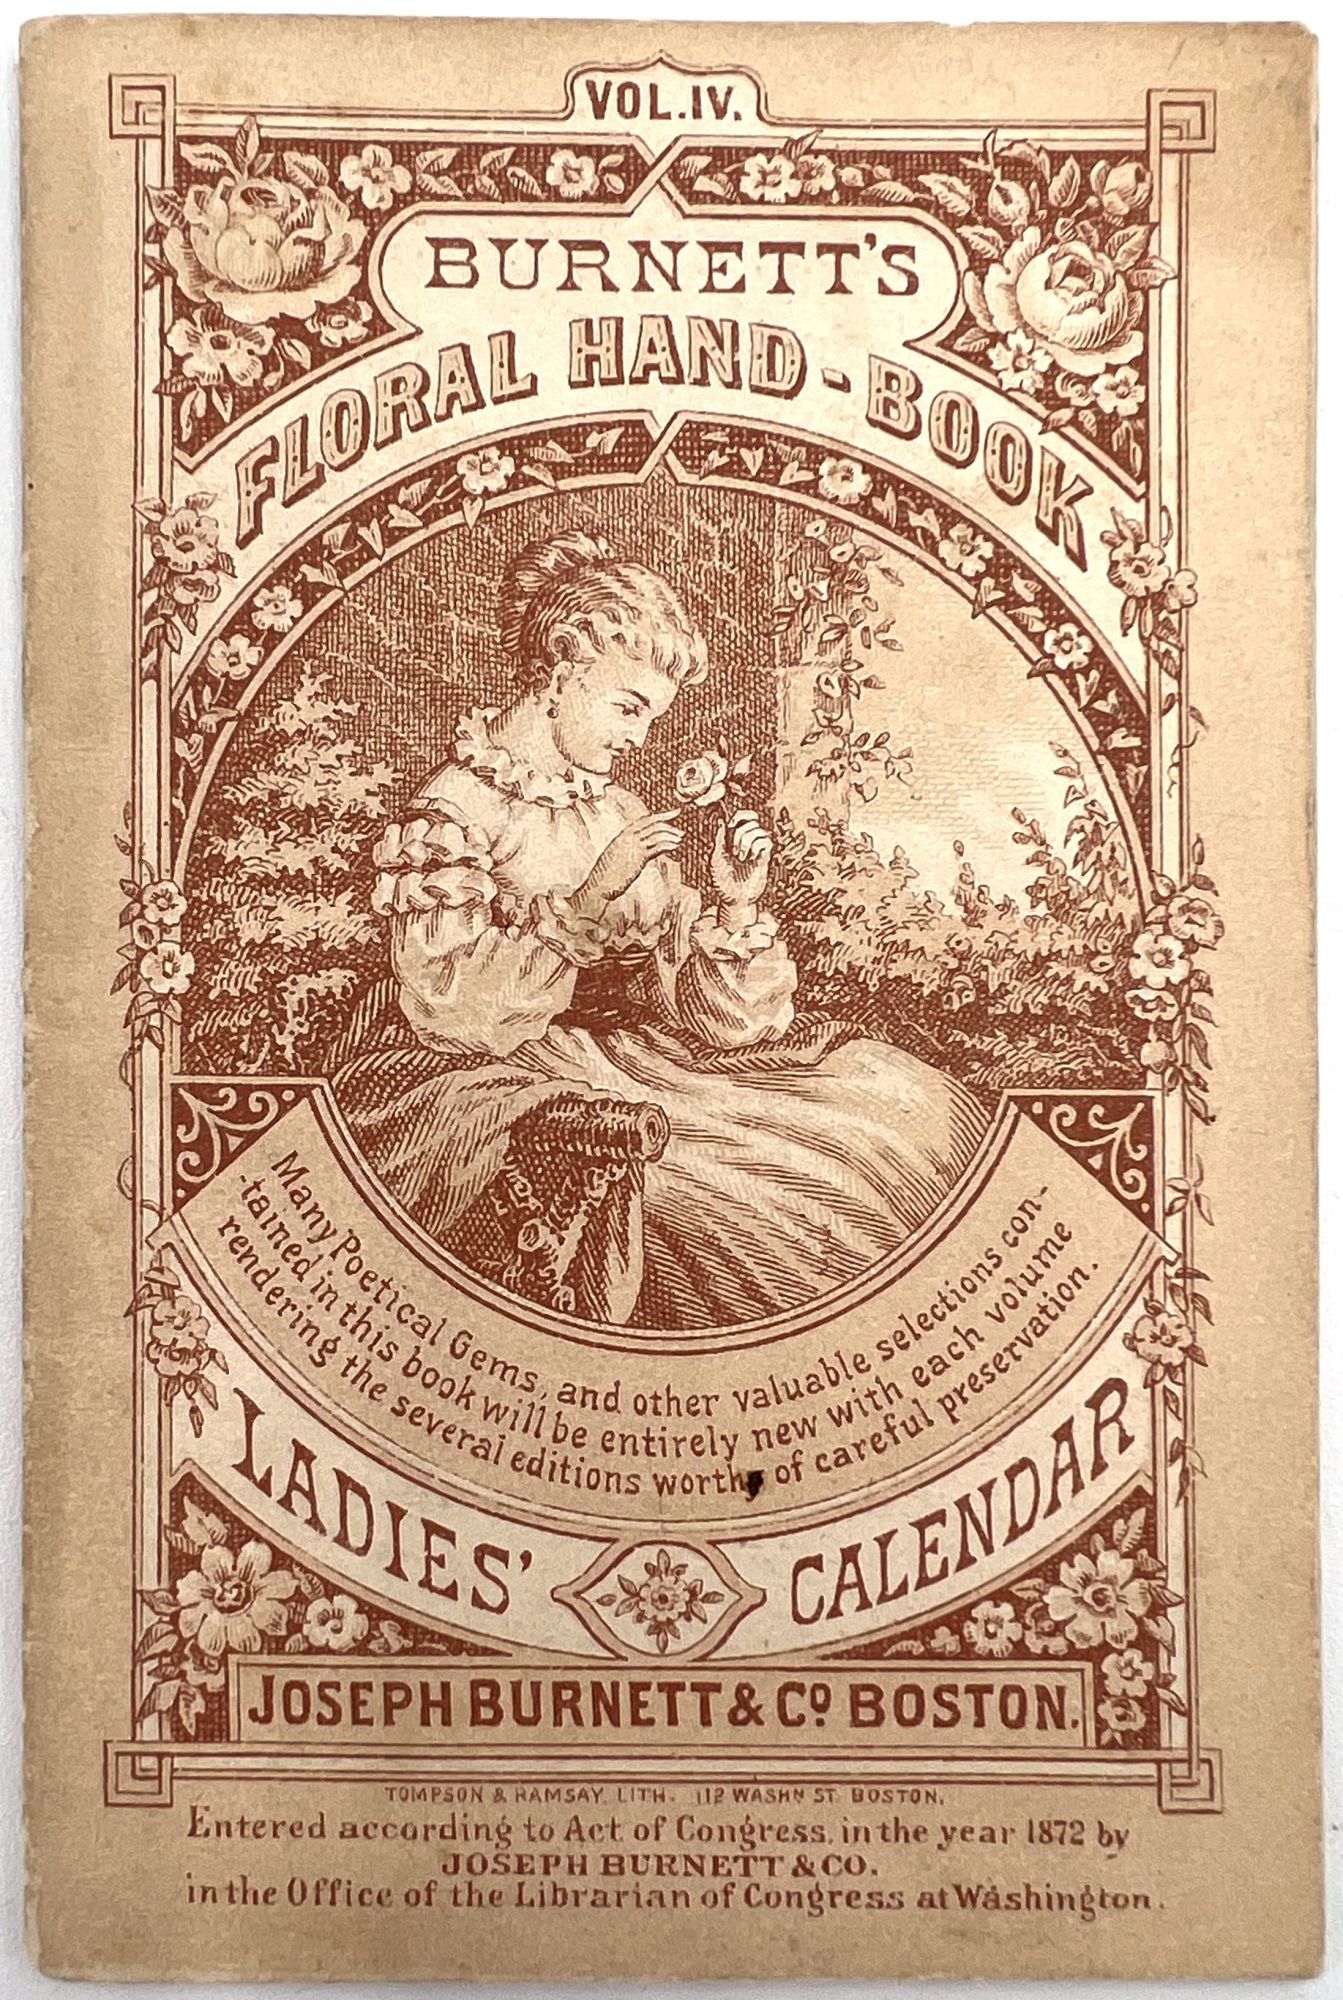 VOL. IV.
BURNETT'S
FLORAL HAND-BOOK
Many Poetical Gems, and other valuable selections con-
-tained in this book will be entirely new with each volume
rendering the several editions worthy of careful preservation.
LADIES' CALENDAR
JOSEPH BURNETT & Co. BOSTON.
TOMPSON & RAMSAY. LITH. 112 WASHN ST. BOSTON.
Entered according to Act of Congress, in the year 1872 by
JOSEPH BURNETT & CO.
in the Office of the Librarian of Congress at Washington.